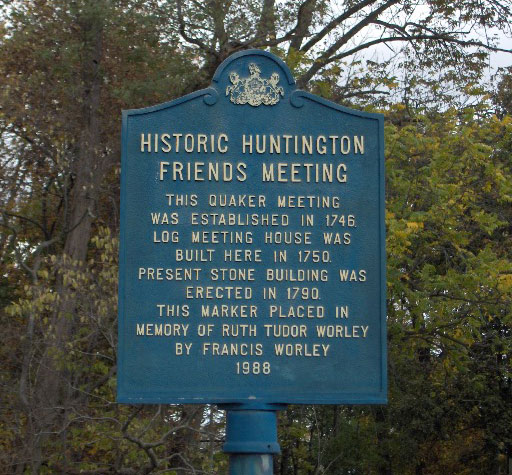 HISTORIC HUNTINGTON
FRIENDS MEETING
THIS QUAKER MEETING
WAS ESTABLISHED IN 1746.
LOG MEETING HOUSE WAS
BUILT HERE IN 1750.
PRESENT STONE BUILDING WAS
ERECTED IN 1790.
THIS MARKER PLACED IN
MEMORY OF RUTH TUDOR WORLEY
BY FRANCIS WORLEY
1988